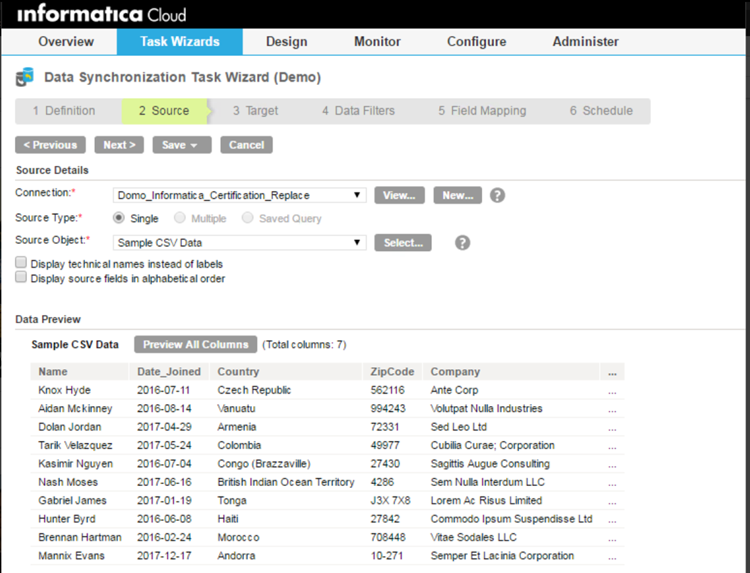 informatica Cloud
Overview Task Wizards Design Monitor Configure Administer
Data Synchronization Task Wizard (Demo)
1 Definition 2 Source 3 Target 4 Data Filters 5 Field Mapping 6 Schedule
< Previous Next > Save Cancel
Source Details
Connection:* Domo_Informatica_Certification_Replace View... New... ?
Source Type:* Single Multiple Saved Query
Source Object:* Sample CSV Data Select... ?
Display technical names instead of labels
Display source fields in alphabetical order
Data Preview
Sample CSV Data Preview All Columns (Total columns: 7)
Name Date_Joined Country ZipCode Company ...
Knox Hyde 2016-07-11 Czech Republic 562116 Ante Corp ...
Aidan Mckinney 2016-08-14 Vanuatu 994243 Volutpat Nulla Industries ...
Dolan Jordan 2017-04-29 Armenia 72331 Sed Leo Ltd ...
Tarik Velazquez 2017-05-24 Colombia 49977 Cubilia Curae; Corporation ...
Kasimir Nguyen 2016-07-04 Congo (Brazzaville) 27430 Sagittis Augue Consulting ...
Nash Moses 2017-06-16 British Indian Ocean Territory 4286 Sem Nulla Interdum LLC ...
Gabriel James 2017-01-19 Tonga J3X 7X8 Lorem Ac Risus Limited ...
Hunter Byrd 2016-06-08 Haiti 27842 Commodo Ipsum Suspendisse Ltd ...
Brennan Hartman 2016-02-24 Morocco 708448 Vitae Sodales LLC ...
Mannix Evans 2017-12-17 Andorra 10-271 Semper Et Lacinia Corporation ...